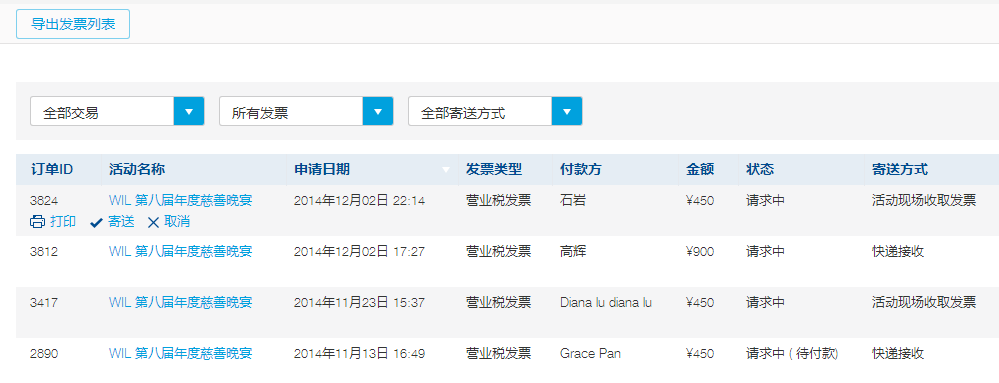 导出发票列表
全部交易 所有发票 全部寄送方式
订单ID 活动名称 申请日期 发票类型 付款方 金额 状态 寄送方式
3824 WIL 第八届年度慈善晚宴 2014年12月02日 22:14 营业税发票 石岩 ¥450 请求中 活动现场收取发票
打印 寄送 取消
3812 WIL 第八届年度慈善晚宴 2014年12月02日 17:27 营业税发票 高辉 ¥900 请求中 快递接收
3417 WIL 第八届年度慈善晚宴 2014年11月23日 15:37 营业税发票 Diana lu diana lu ¥450 请求中 活动现场收取发票
2890 WIL 第八届年度慈善晚宴 2014年11月13日 16:49 营业税发票 Grace Pan ¥450 请求中 ( 待付款) 快递接收